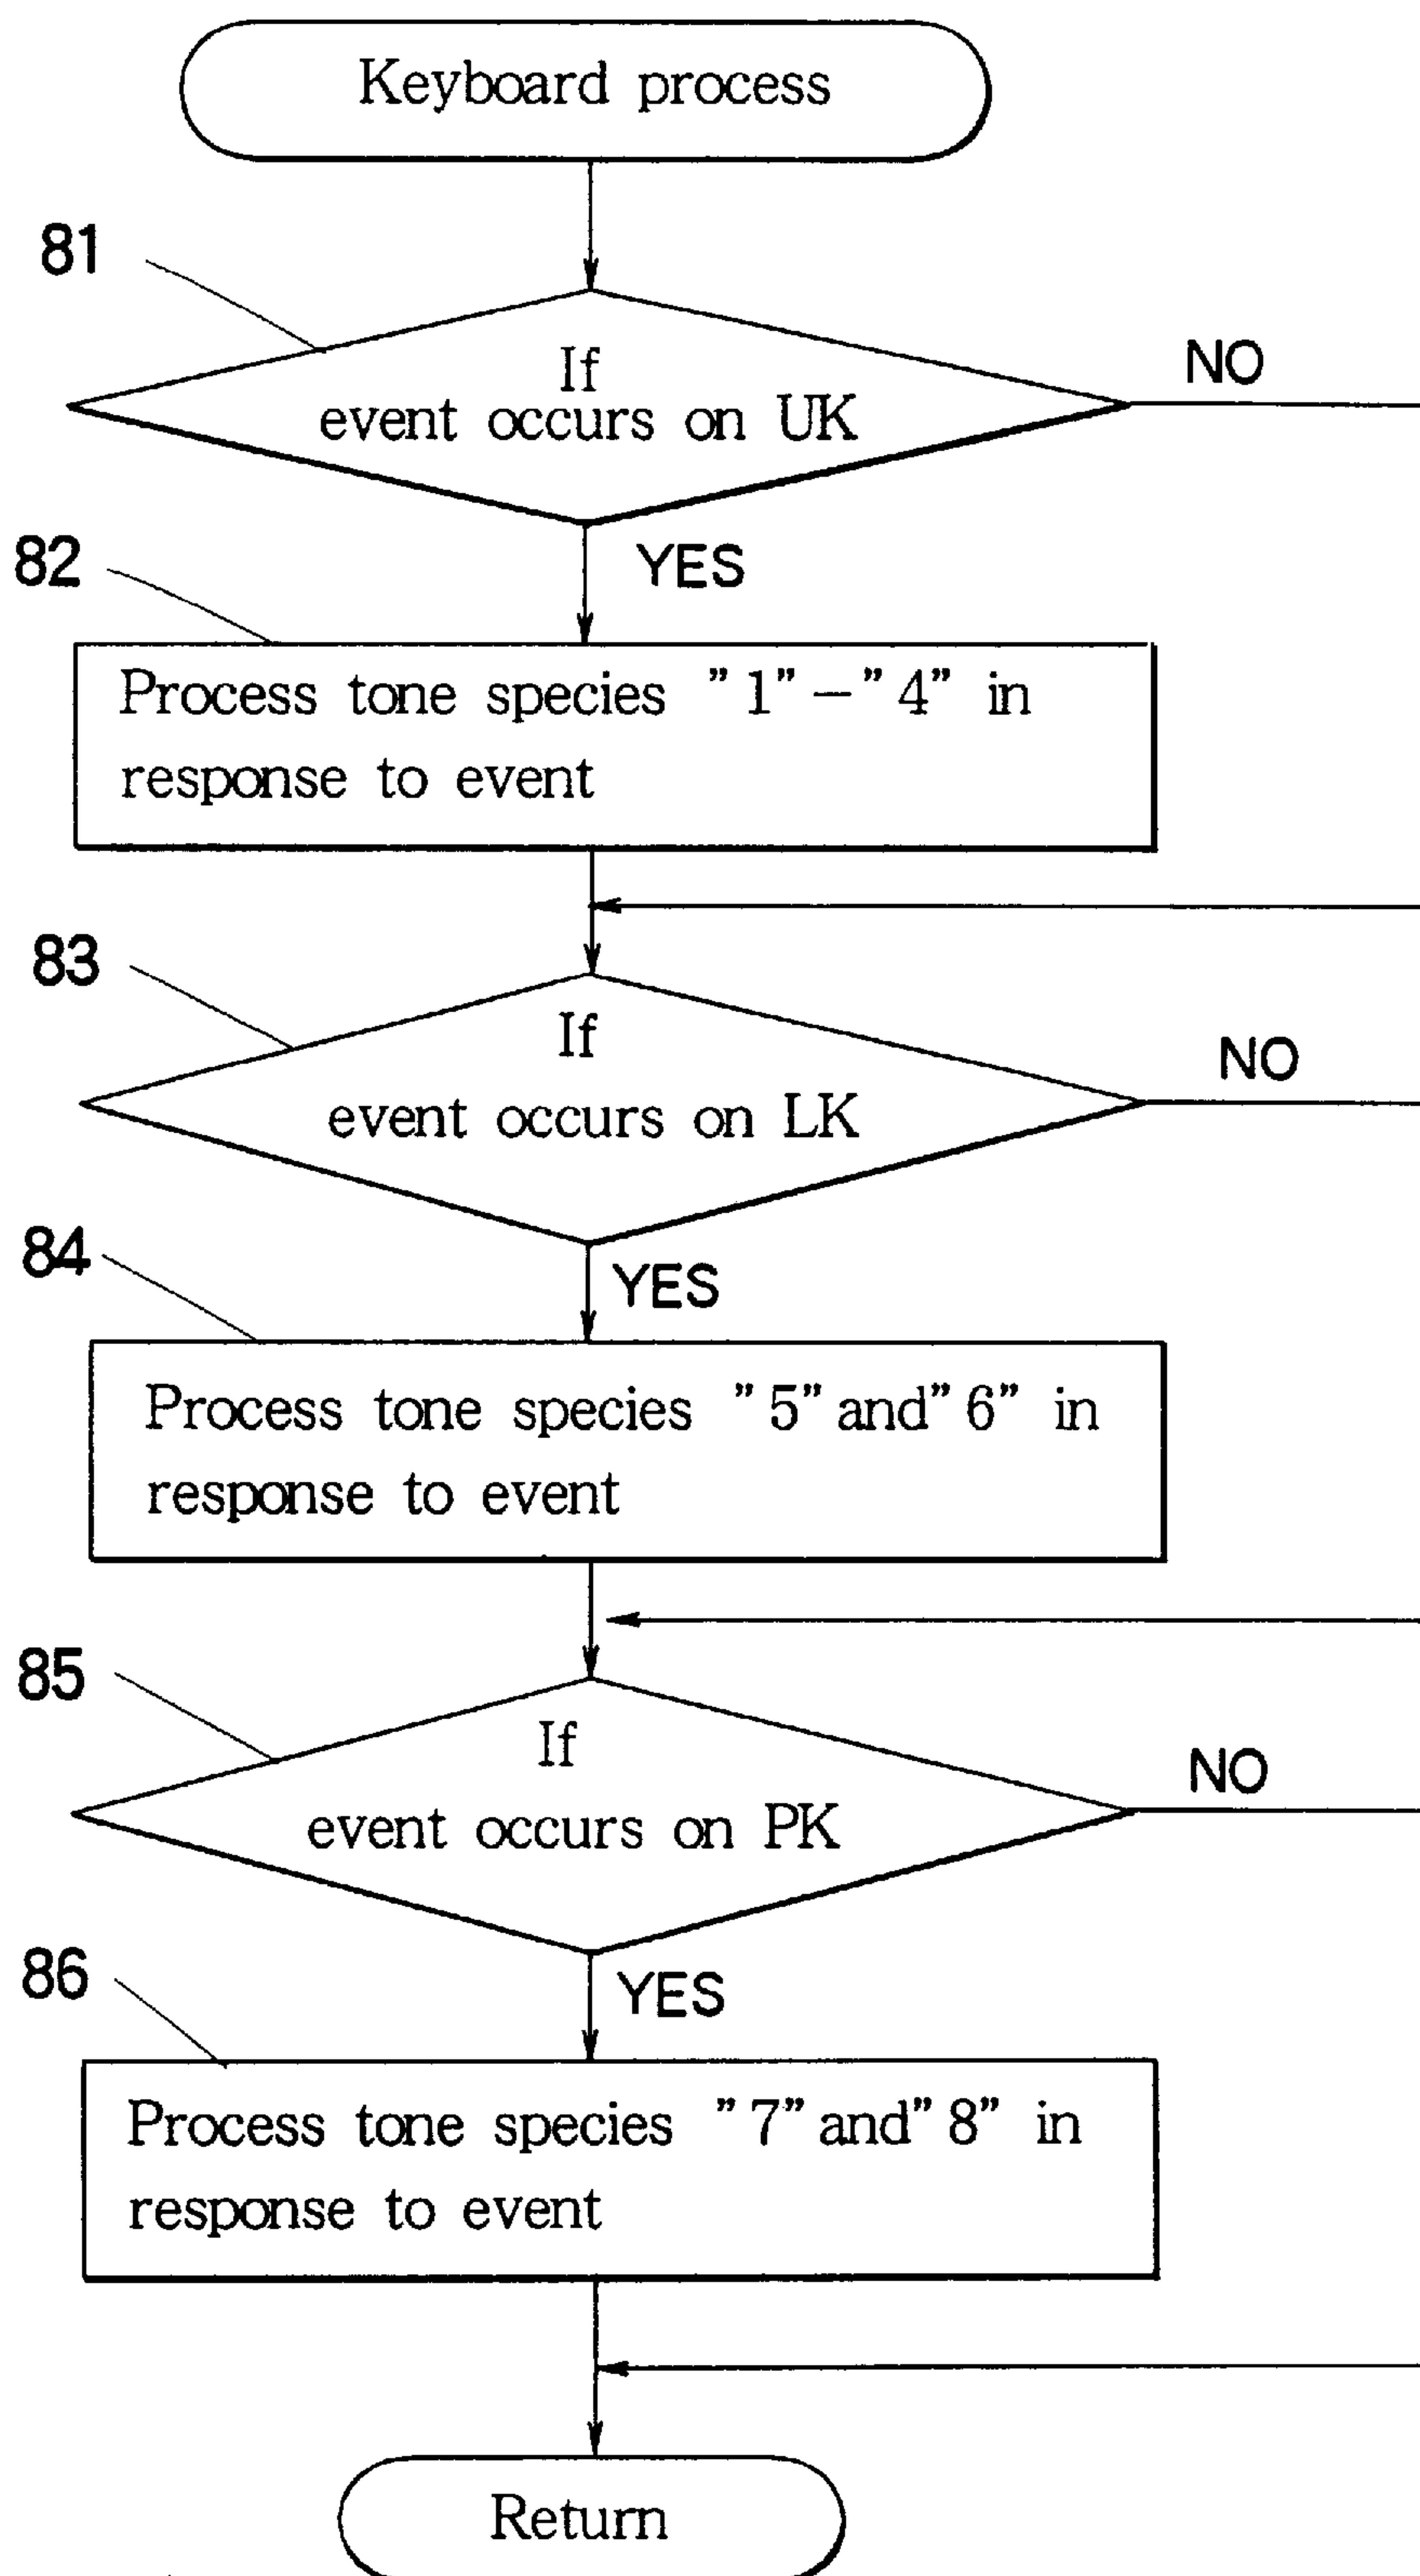 Keyboard process
81
If
event occurs on UK
NO
82
YES
Process tone species "1"-"4" in
response to event
83
If
event occurs on LK
NO
84
YES
Process tone species "5"and"6" in
response to event
85
If
event occurs on PK
NO
86
YES
Process tone species "7"and"8" in
response to event
Return